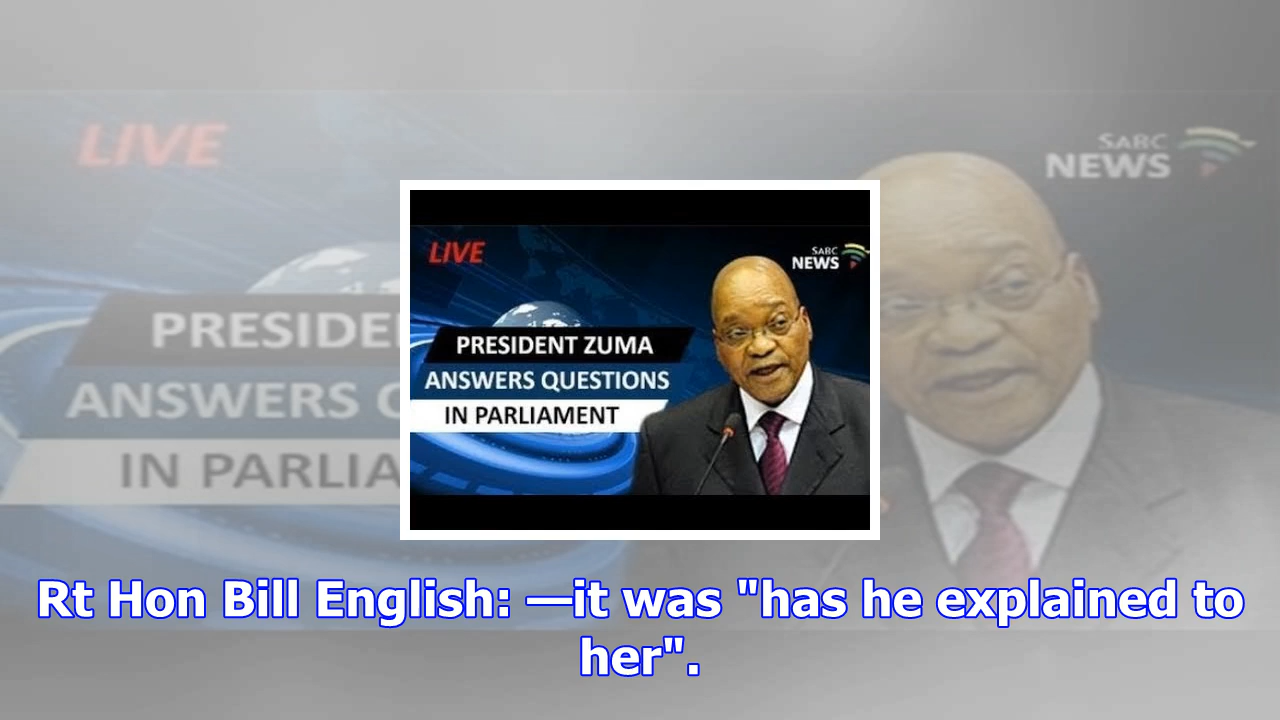 LIVE
SABC
NEWS
PRESIDE
ANSWERS
IN PARLIA
LIVE
SABC
NEWS
PRESIDENT ZUMA
ANSWERS QUESTIONS
IN PARLIAMENT
Rt Hon Bill English: —it was "has he explained to
her".